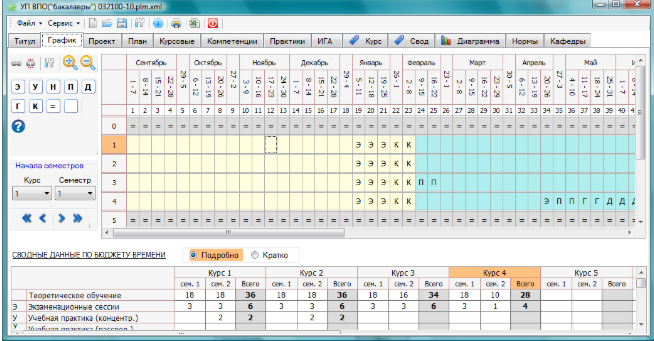 УП ВПО("бакалавры") 032100-10.plm.xml
Файл Сервис
Титул График Проект План Курсовые Компетенции Практики ИГА Курс Свод Диаграмма Нормы Кафедры
Сентябрь Октябрь Ноябрь Декабрь Январь Февраль Март Апрель Май
1 - 7 8 - 14 15 - 21 22 - 28 29 - 5 6 - 12 13 - 19 20 - 26 27 - 2 3 - 9 10 - 16 17 - 23 24 - 30 1 - 7 8 - 14 15 - 21 22 - 28 29 - 4 5 - 11 12 - 18 19 - 25 26 - 1 2 - 8 9 - 15 16 - 22 23 - 1 2 - 8 9 - 15 16 - 22 23 - 29 30 - 5 6 - 12 13 - 19 20 - 26 27 - 3 4 - 10 11 - 17 18 - 24 25 - 31 1 - 7
1 2 3 4 5 6 7 8 9 10 11 12 13 14 15 16 17 18 19 20 21 22 23 24 25 26 27 28 29 30 31 32 33 34 35 36 37 38 39 40
Э У Н П Д
Г К =
0 = = = = = = = = = = = = = = = = = = = = = = = = = = = = = = = = = = = = = = = =
1 Э Э Э К К
2 Э Э Э К К
3 Э Э Э К К П П
4 Э Э Э К К Э П П Г Г Д Д Д
5 = = = = = = = = = = = = = = = = = = = = = = = = = = = = = = = = = = = = = = = =
Начала семестров
Курс Семестр
1 1
СВОДНЫЕ ДАННЫЕ ПО БЮДЖЕТУ ВРЕМЕНИ Подробно Кратко
Курс 1 Курс 2 Курс 3 Курс 4 Курс 5
сем. 1 сем. 2 Всего сем. 1 сем. 2 Всего сем. 1 сем. 2 Всего сем. 1 сем. 2 Всего сем. 1 сем. 2 Всего
Теоретическое обучение 18 18 36 18 18 36 18 16 34 18 10 28
Э Экзаменационные сессии 3 3 6 3 3 6 3 3 6 3 1 4
У Учебная практика (концентр.) 2 2 2 2
У Учебная практика (рассред.)